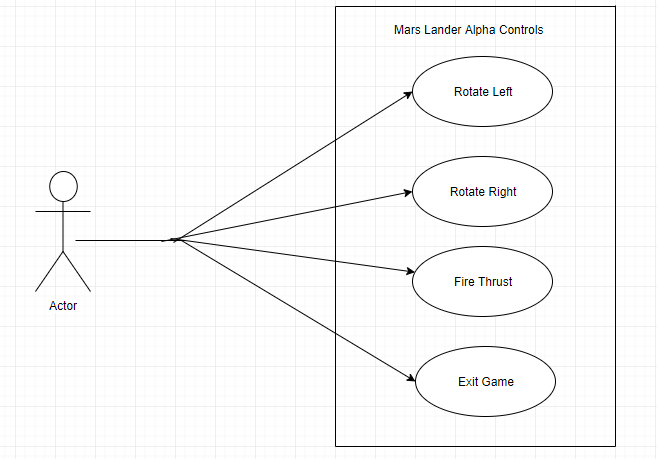 Mars Lander Alpha Controls
Rotate Left
Rotate Right
Fire Thrust
Exit Game
Actor